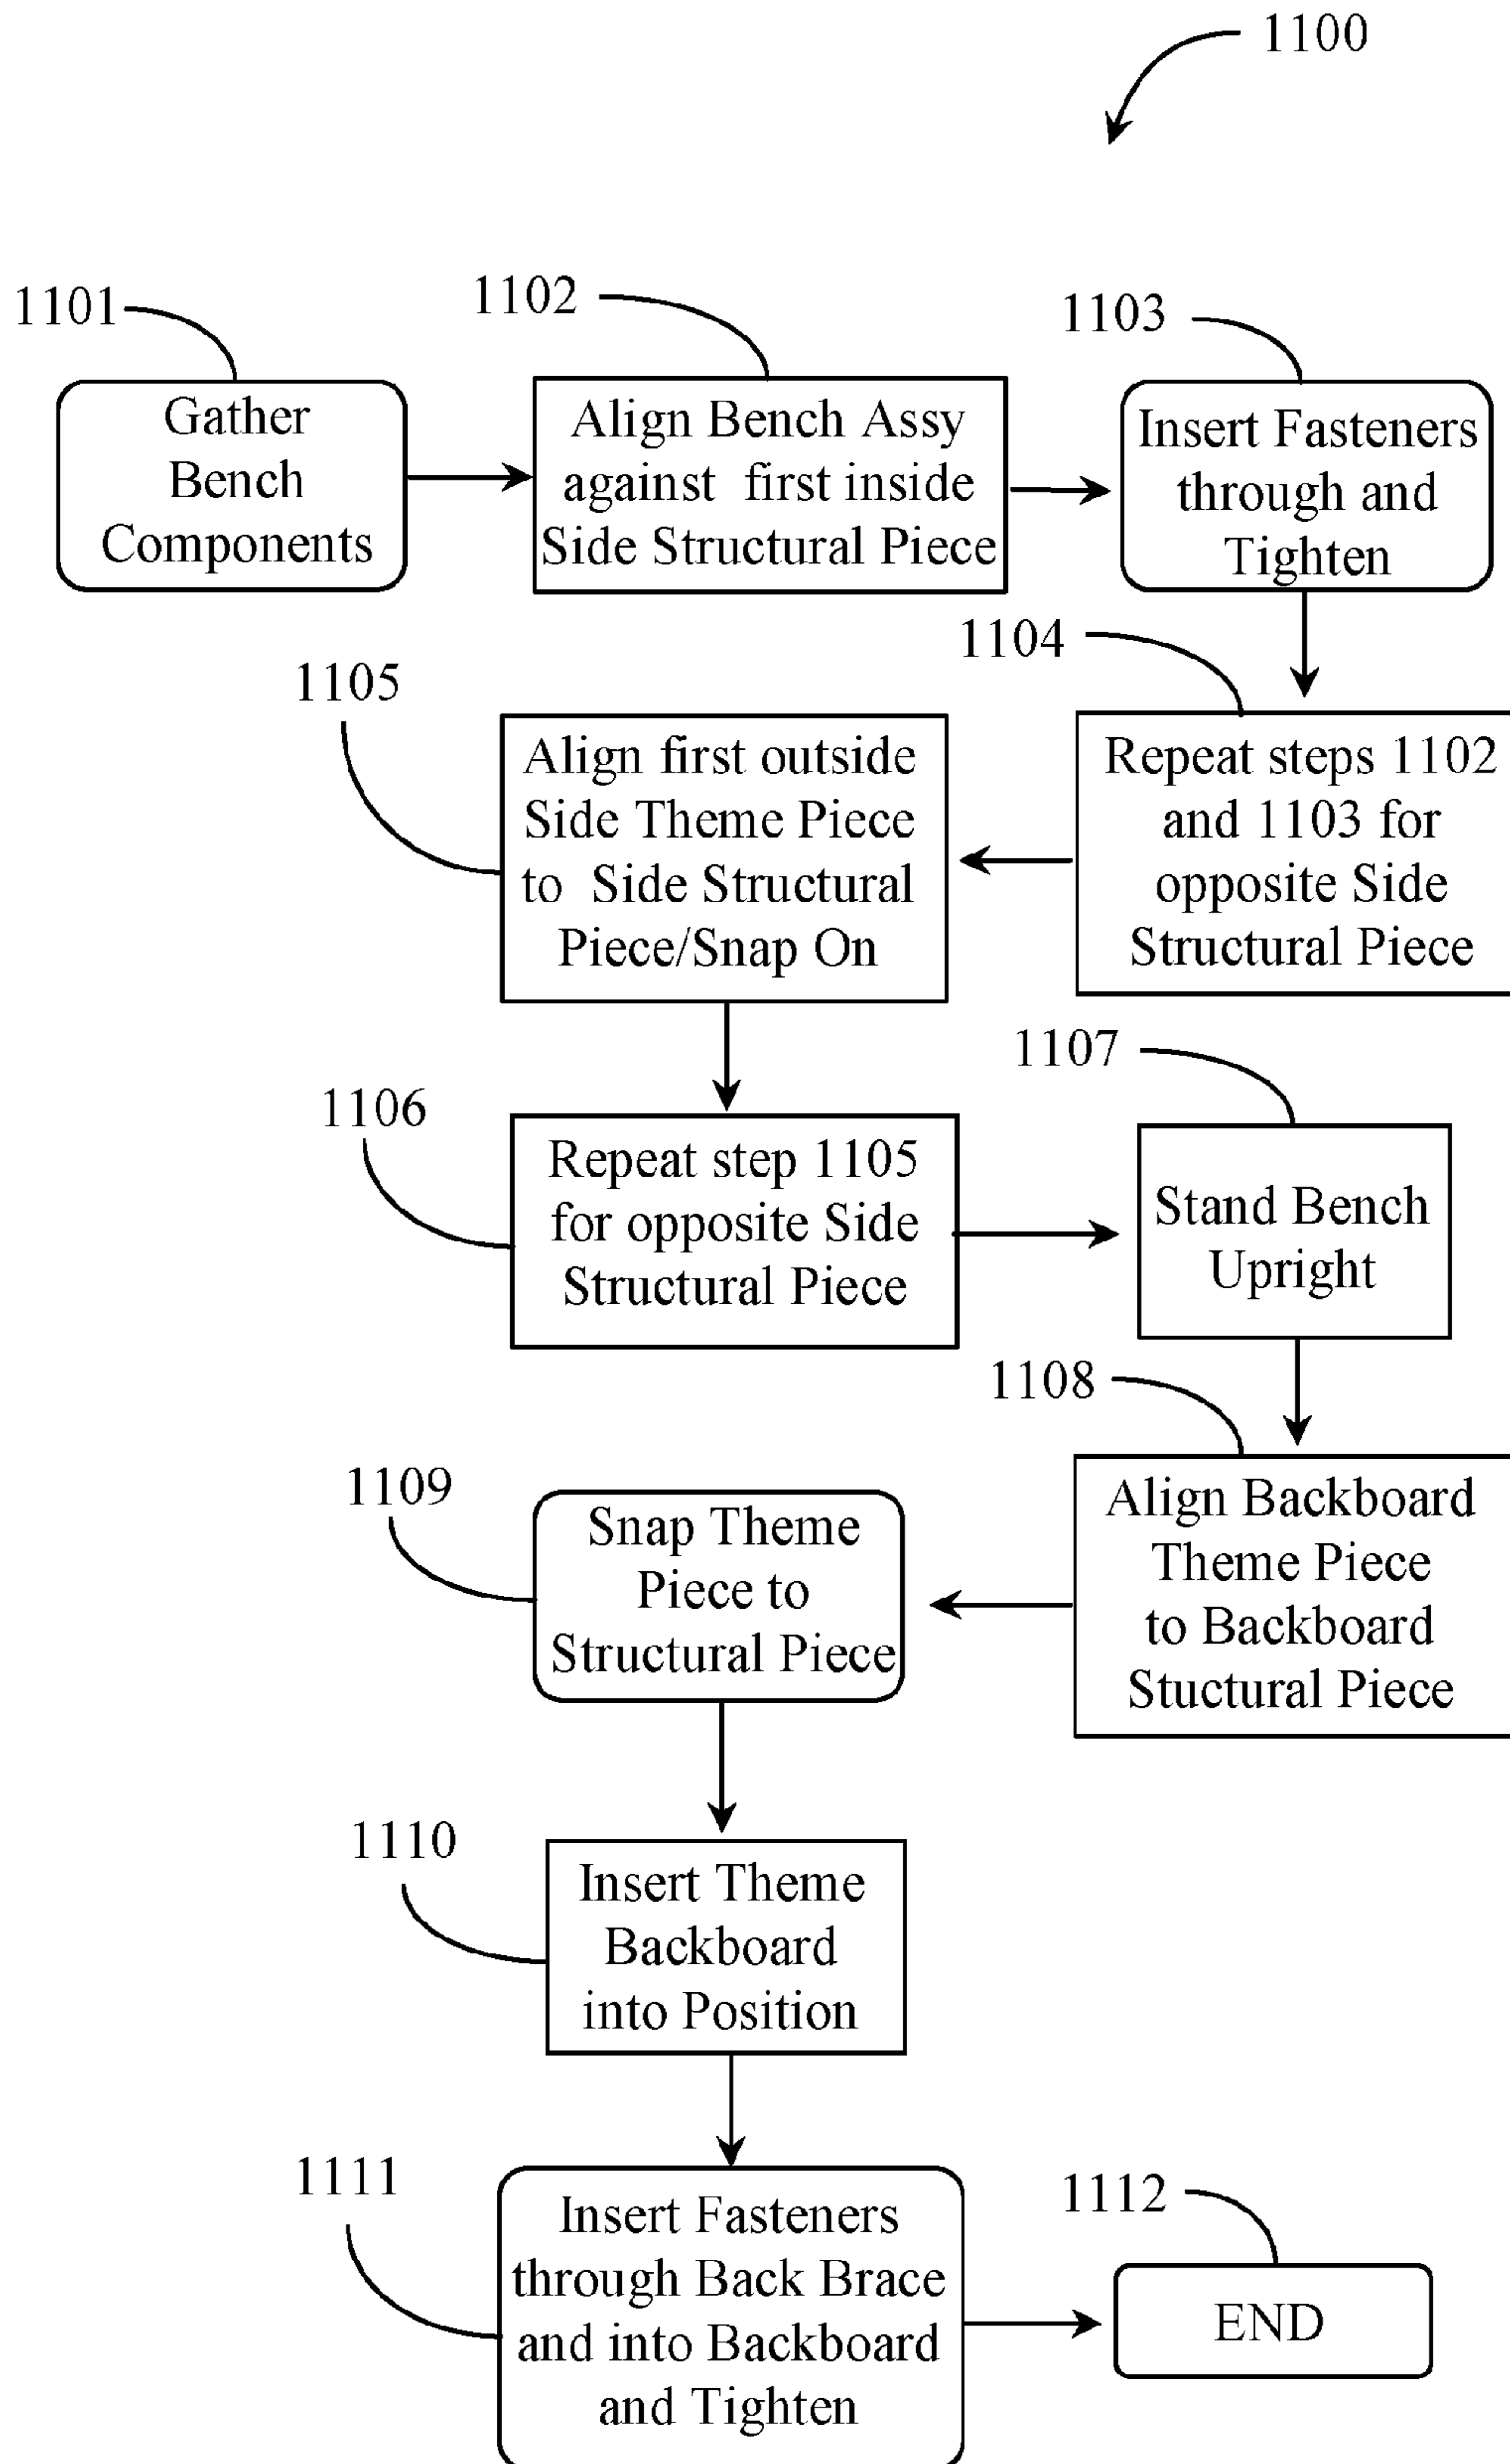 1100
1101
Gather
Bench
Components
1102
Align Bench Assy
against first inside
Side Structural Piece
1103
Insert Fasteners
through and
Tighten
1104
Repeat steps 1102
and 1103 for
opposite Side
Structural Piece
1105
Align first outside
Side Theme Piece
to Side Structural
Piece/Snap On
1106
Repeat step 1105
for opposite Side
Structural Piece
1107
Stand Bench
Upright
1108
Align Backboard
Theme Piece
to Backboard
Stuctural Piece
1109
Snap Theme
Piece to
Structural Piece
1110
Insert Theme
Backboard
into Position
1111
Insert Fasteners
through Back Brace
and into Backboard
and Tighten
1112
END